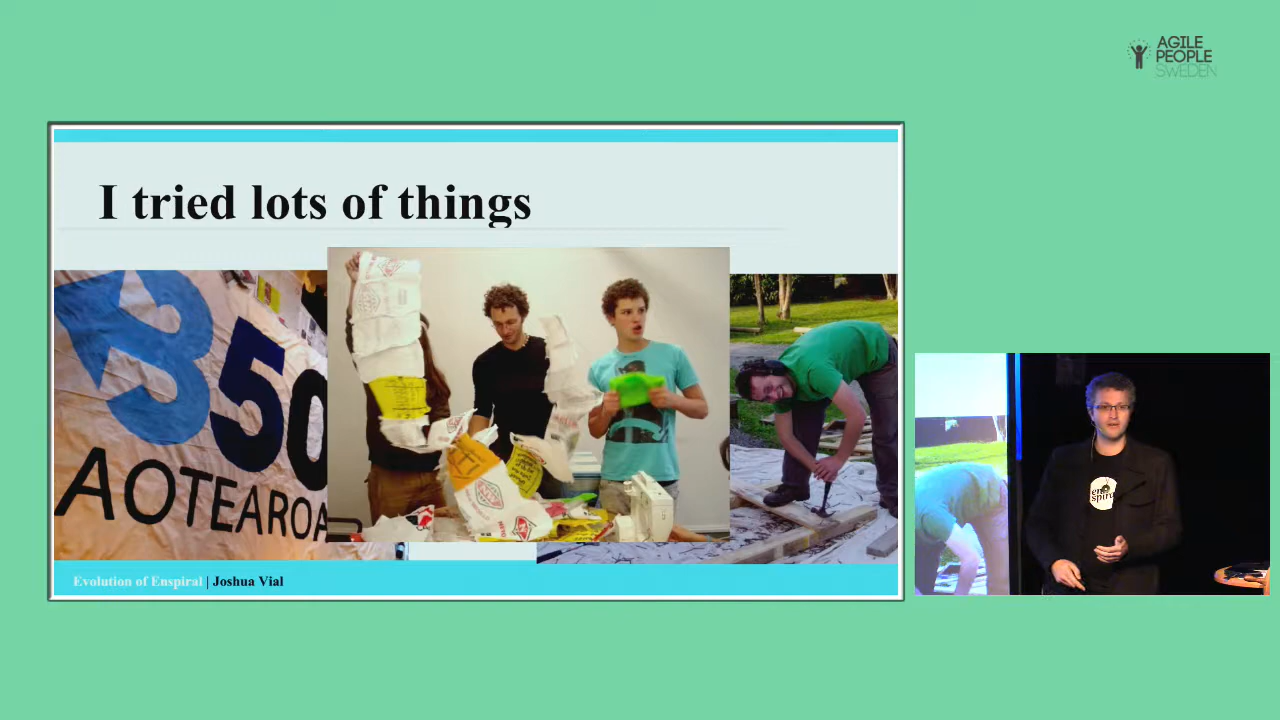 AGILE
PEOPLE
SWEDEN
I tried lots of things
350
AOTEAROA
Evolution of Enspiral | Joshua Vial